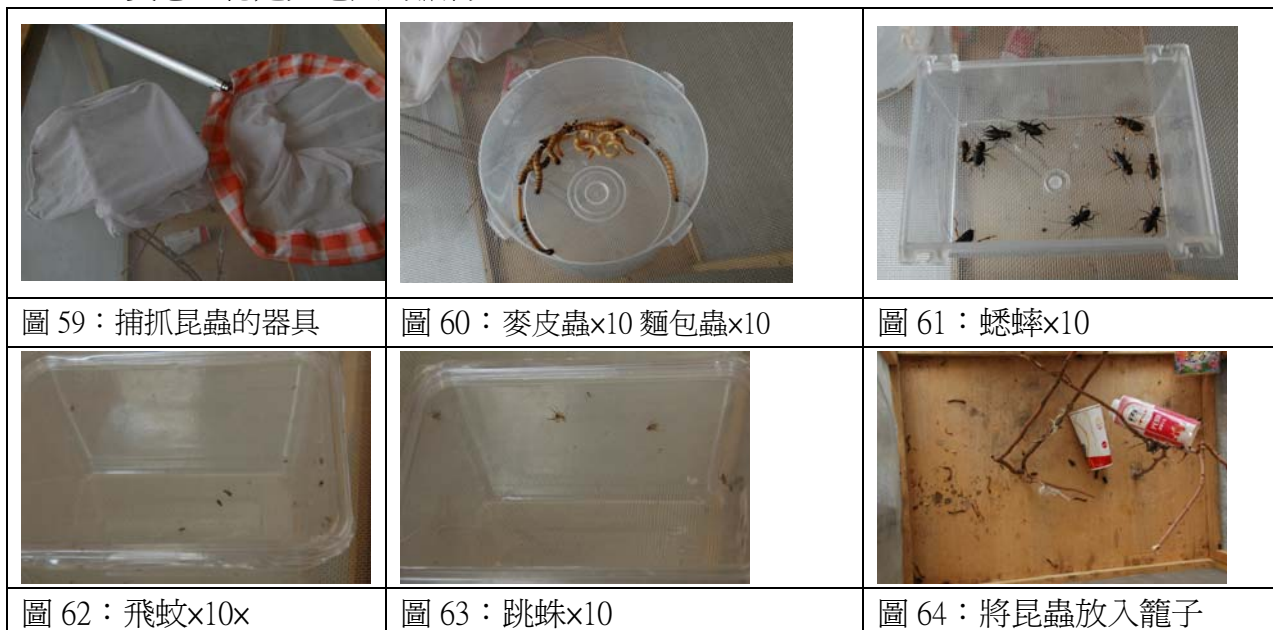 圖 59：捕抓昆蟲的器具
圖 60：麥皮蟲×10 麵包蟲×10
圖 61：蟋蟀×10
圖 62：飛蚊×10×
圖 63：跳蛛×10
圖 64：將昆蟲放入籠子